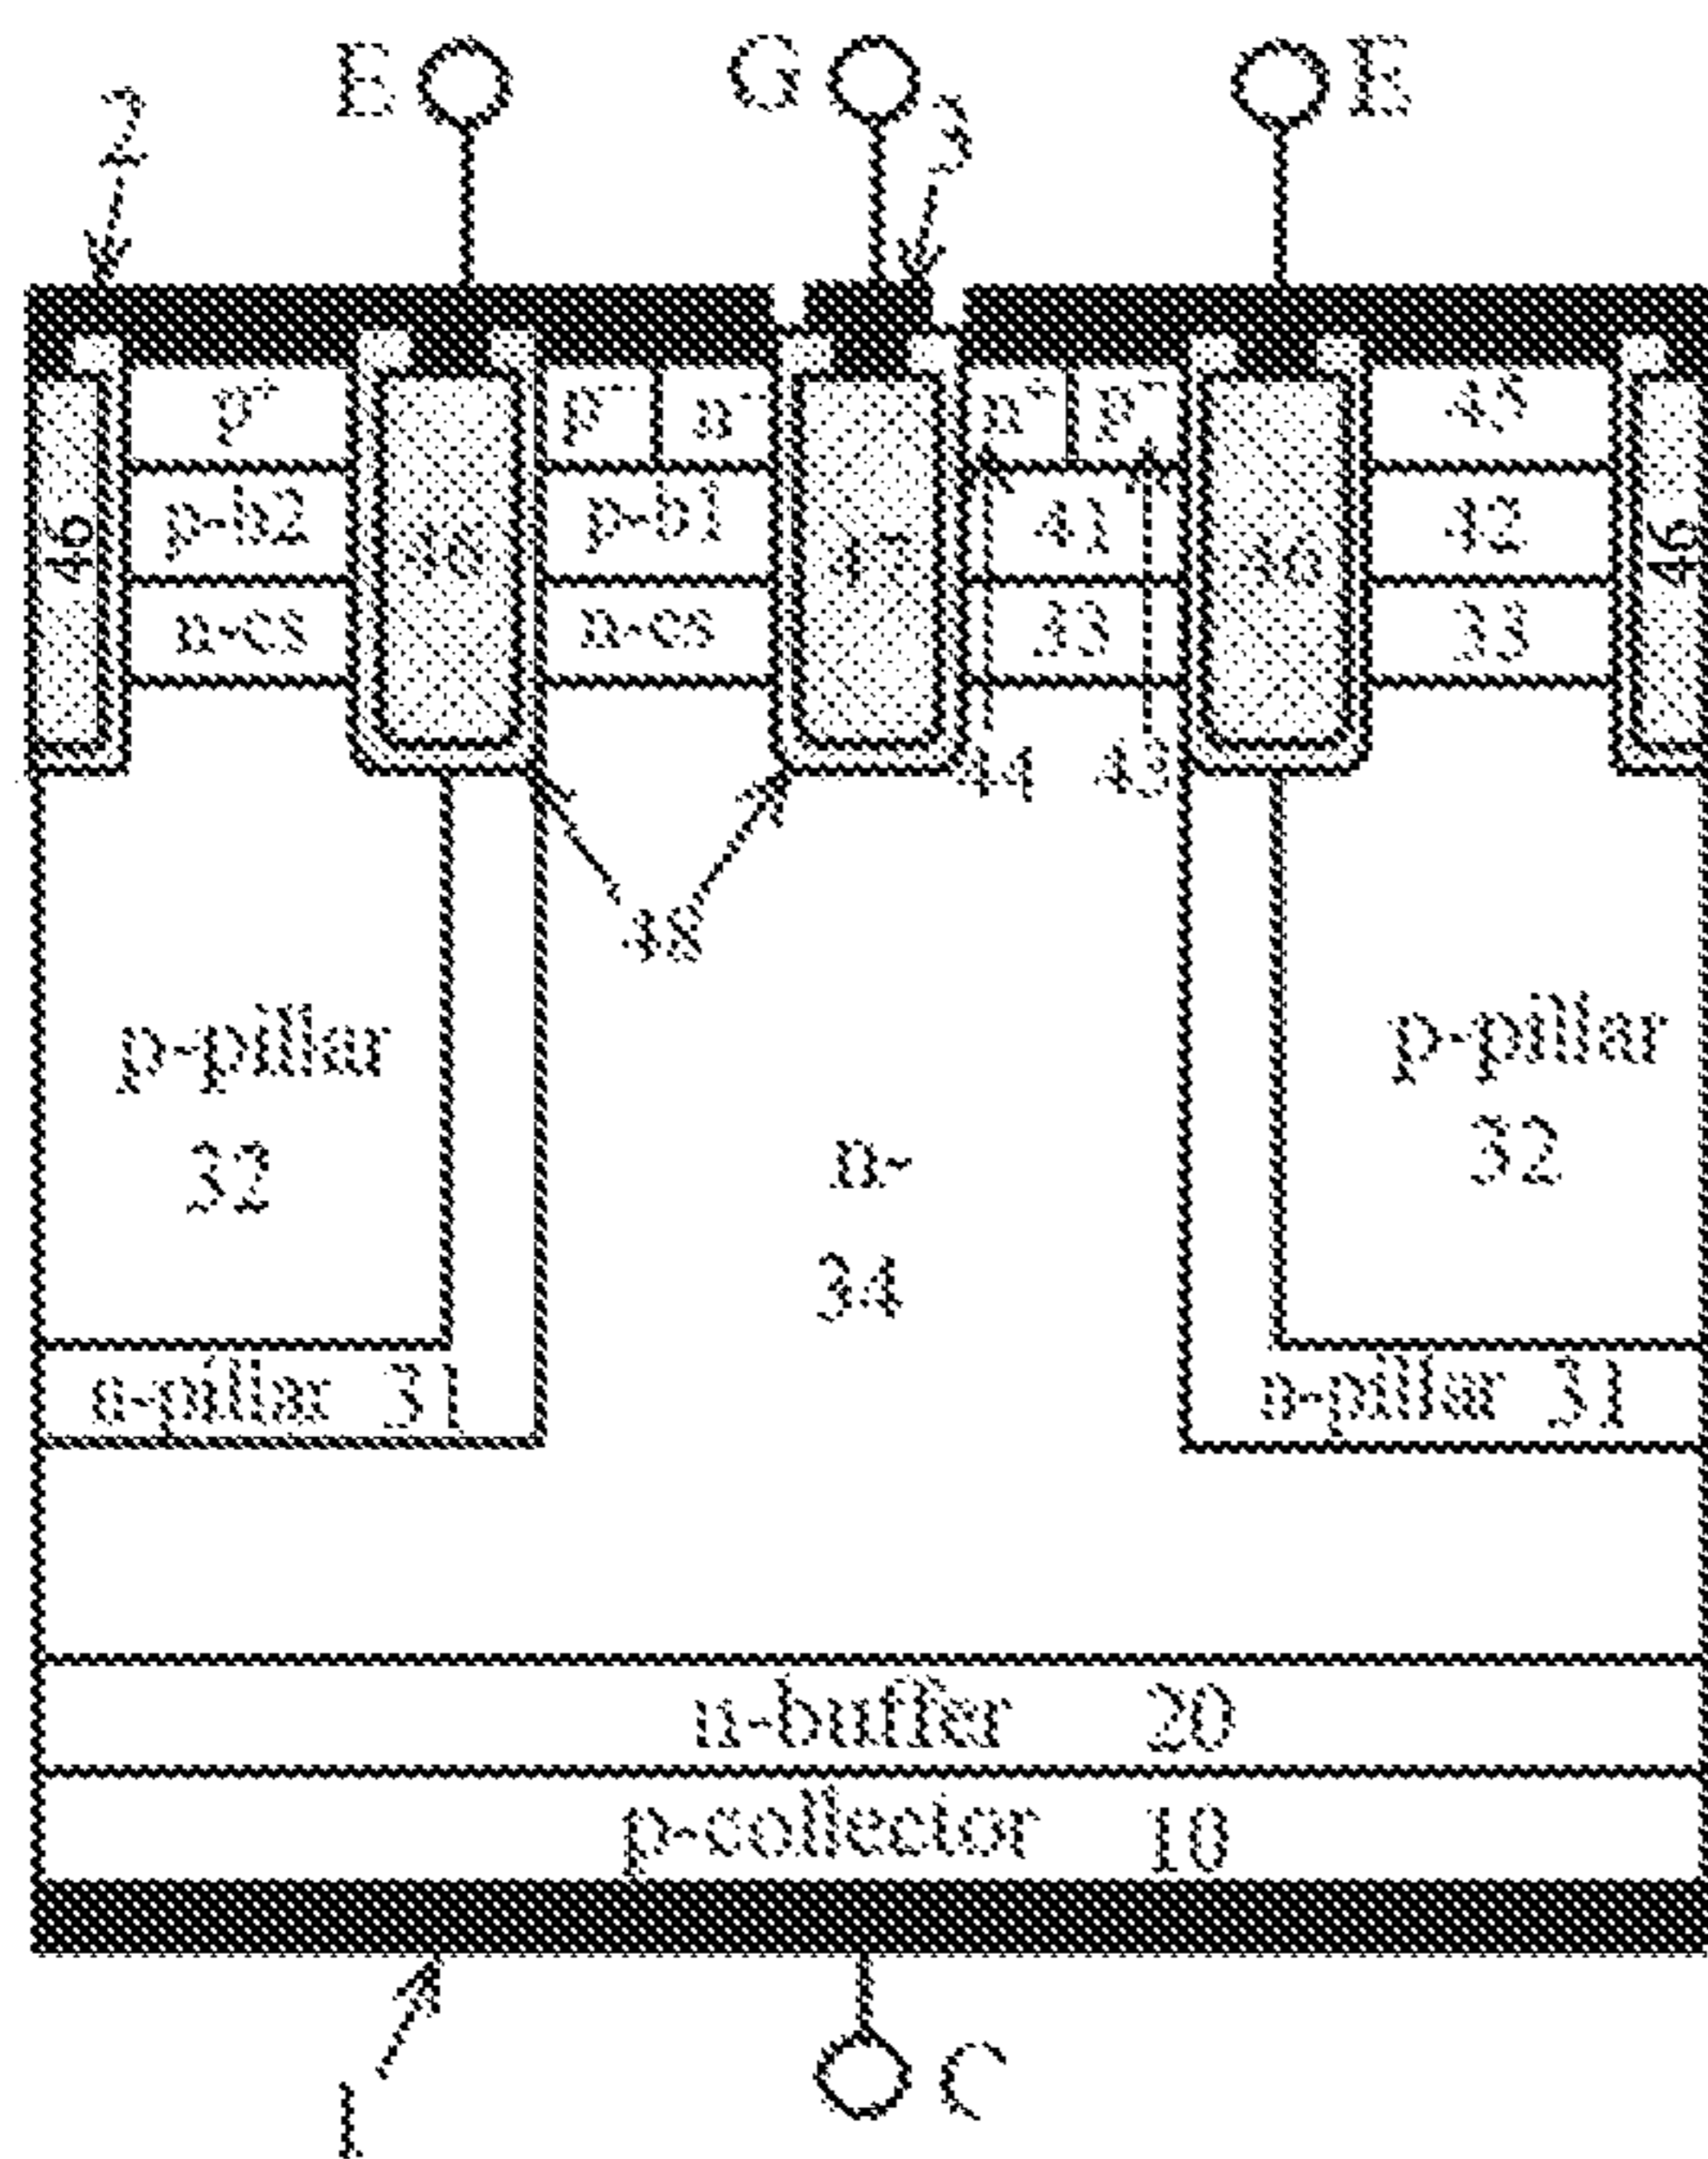 2 E G 3 E
p+ n+ 45
46 p-b2 p-b1 41 42 46
n-cs n-cs 33 33
44 43
48
p-pillar p-pillar
32 32
n-
34
n-pillar 31 n-pillar 31
n-buffer 20
p-collector 10
1 C